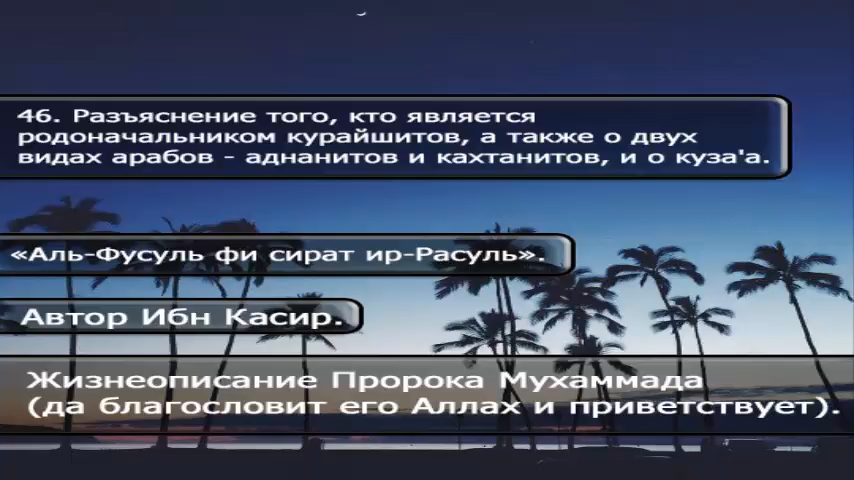 46. Разъяснение того, кто является
родоначальником курайшитов, а также о двух
видах арабов - аднанитов и кахтанитов, и о куза'а.
«Аль-Фусуль фи сират ир-Расуль».
Автор Ибн Касир.
Жизнеописание Пророка Мухаммада
(да благословит его Аллах и приветствует).